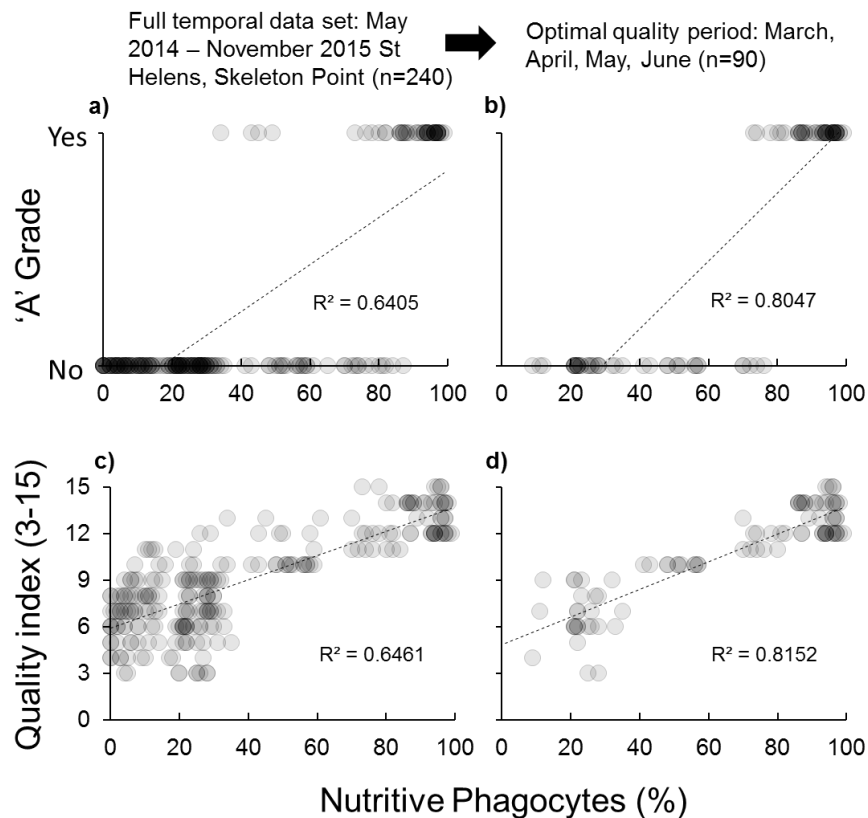 Full temporal data set: May
2014 – November 2015 St
Helens, Skeleton Point (n=240)
Optimal quality period: March,
April, May, June (n=90)
a)
b)
Yes
No
'A' Grade
R² = 0.6405
R² = 0.8047
0 20 40 60 80 100
0 20 40 60 80 100
c)
d)
Quality index (3-15)
15
12
9
6
3
0
R² = 0.6461
R² = 0.8152
0 20 40 60 80 100
0 20 40 60 80 100
Nutritive Phagocytes (%)